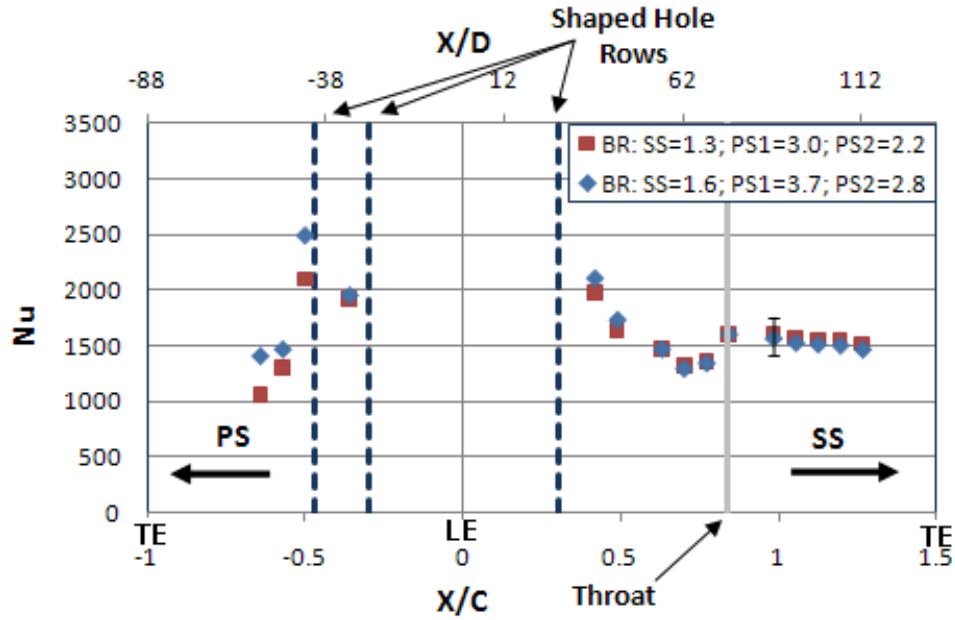 Shaped Hole
Rows
X/D
-88 -38 12 62 112
3500
3000
2500
2000
1500
1000
500
0
Nu
BR: SS=1.3; PS1=3.0; PS2=2.2
BR: SS=1.6; PS1=3.7; PS2=2.8
PS
SS
TE LE TE
-1 -0.5 0 0.5 1 1.5
X/C
Throat